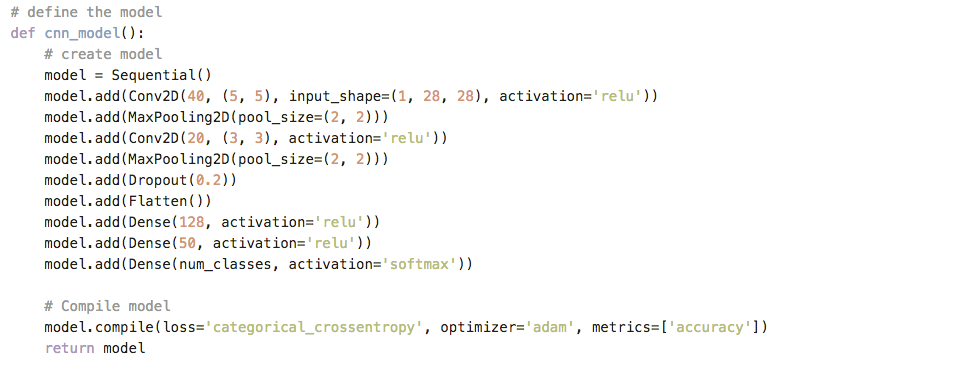 # define the model
def cnn_model():
    # create model
    model = Sequential()
    model.add(Conv2D(40, (5, 5), input_shape=(1, 28, 28), activation='relu'))
    model.add(MaxPooling2D(pool_size=(2, 2)))
    model.add(Conv2D(20, (3, 3), activation='relu'))
    model.add(MaxPooling2D(pool_size=(2, 2)))
    model.add(Dropout(0.2))
    model.add(Flatten())
    model.add(Dense(128, activation='relu'))
    model.add(Dense(50, activation='relu'))
    model.add(Dense(num_classes, activation='softmax'))

    # Compile model
    model.compile(loss='categorical_crossentropy', optimizer='adam', metrics=['accuracy'])
    return model